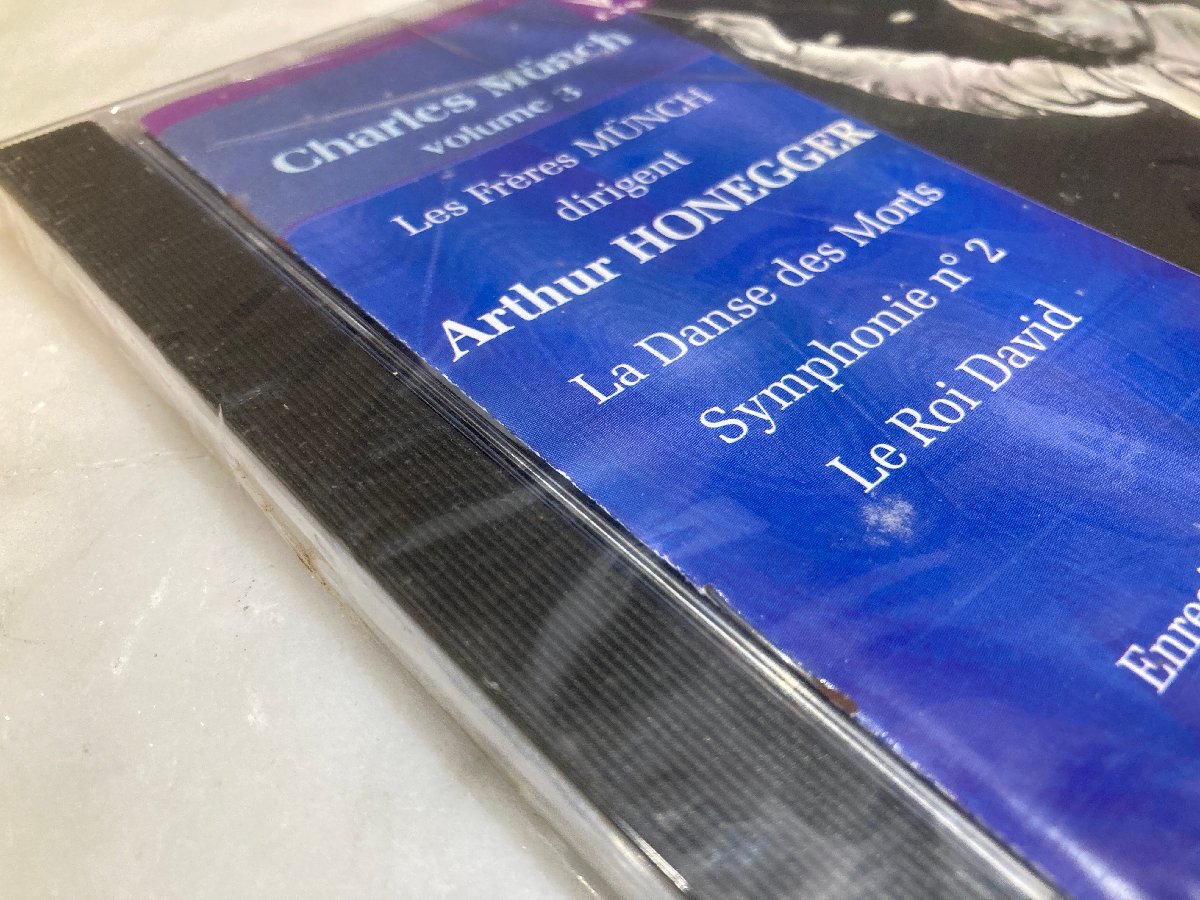 Charles Münch
volume 3
Les Frères MÜNCH
dirigent
Arthur HONEGGER
La Danse des Morts
Symphonie n° 2
Le Roi David